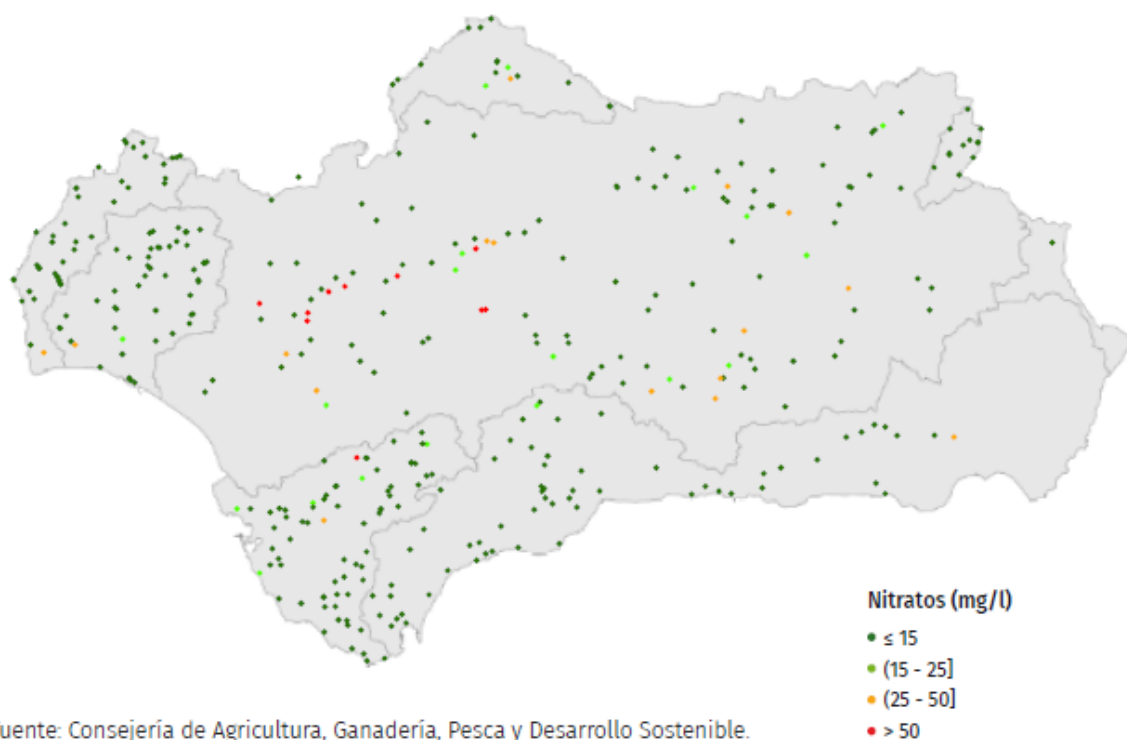 Nitratos (mg/l)
≤ 15
(15 - 25]
(25 - 50]
> 50
uente: Consejería de Agricultura, Ganadería, Pesca y Desarrollo Sostenible.